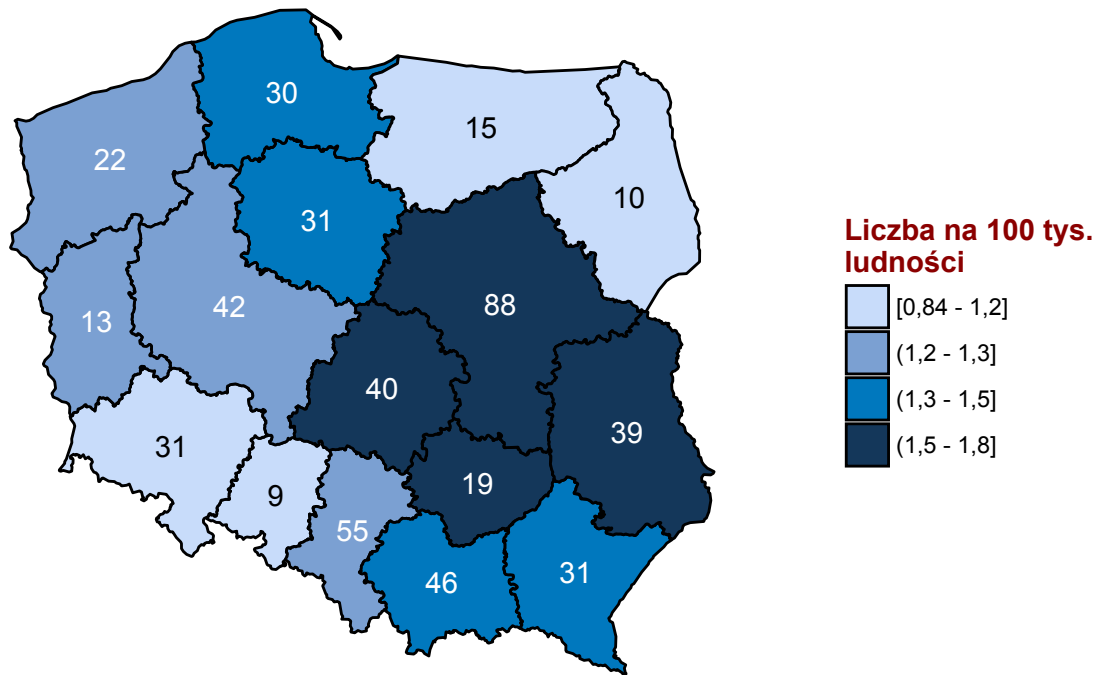 30
15
22
10
31
88
42
13
40
39
31
19
9
55
31
46
Liczba na 100 tys.
ludności
[0,84 - 1,2]
(1,2 - 1,3]
(1,3 - 1,5]
(1,5 - 1,8]